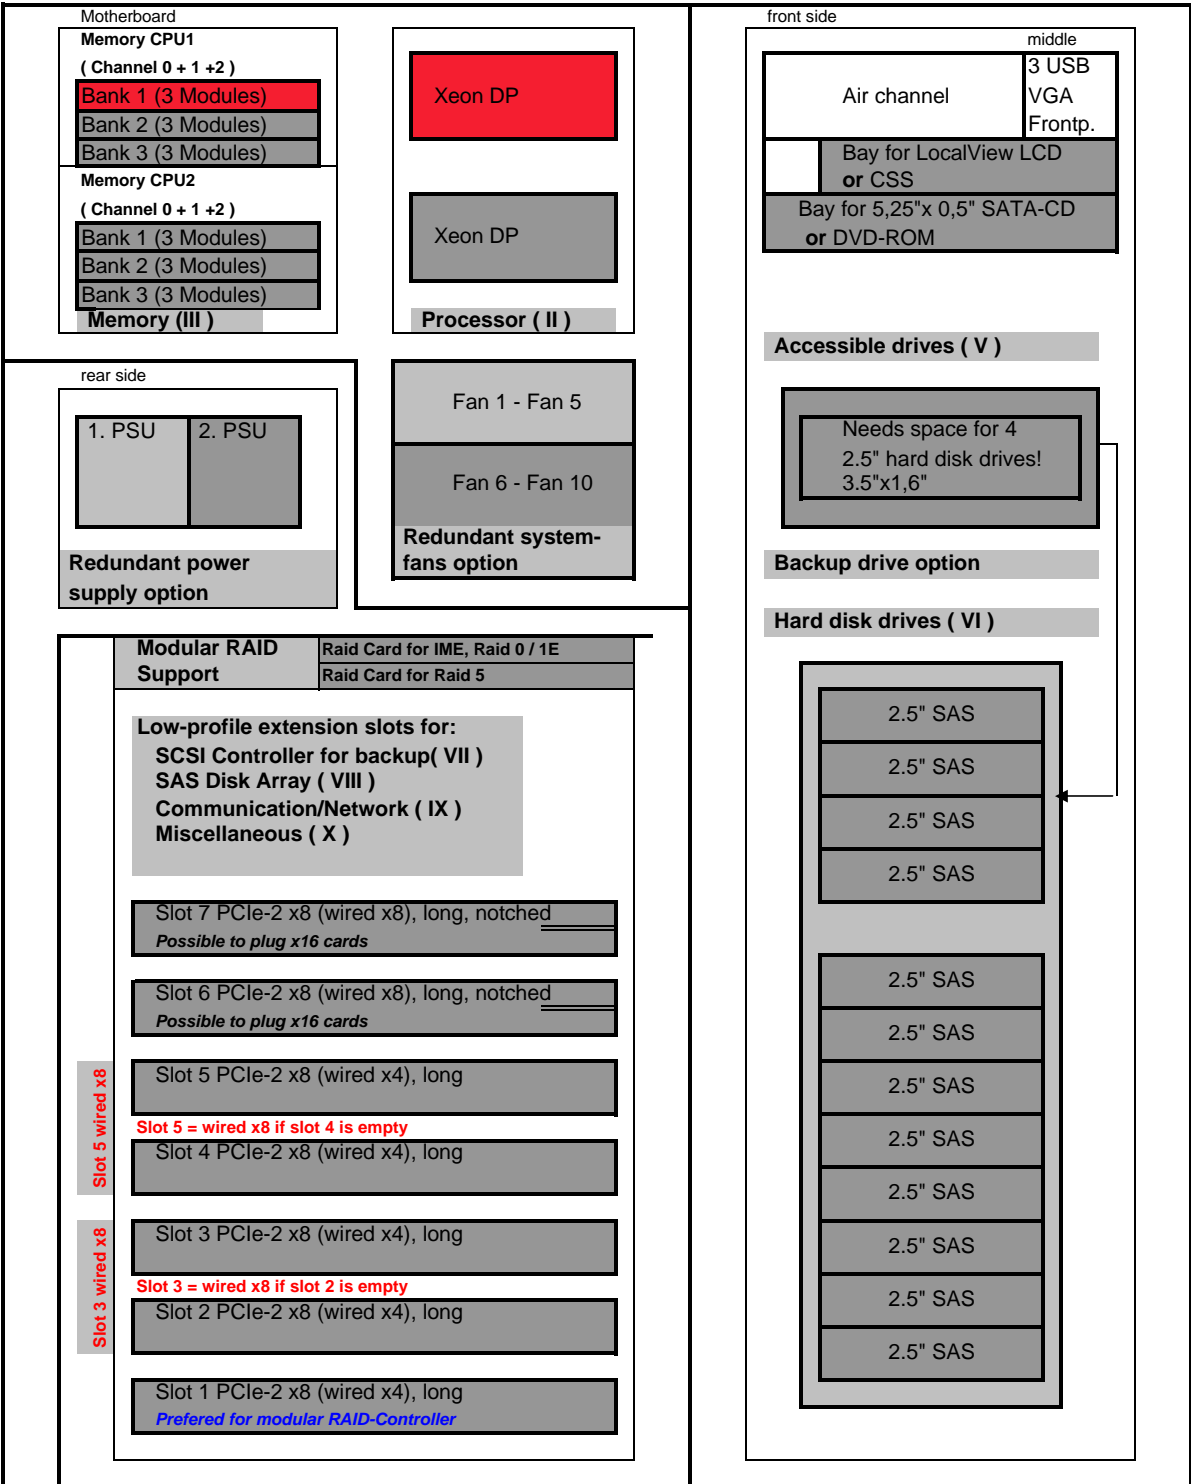 Motherboard
Memory CPU1
( Channel 0 + 1 +2 )
Bank 1 (3 Modules)
Bank 2 (3 Modules)
Bank 3 (3 Modules)
Memory CPU2
( Channel 0 + 1 +2 )
Bank 1 (3 Modules)
Bank 2 (3 Modules)
Bank 3 (3 Modules)
Memory (III )
Xeon DP
Xeon DP
Processor ( II )
rear side
1. PSU
2. PSU
Redundant power
supply option
Fan 1 - Fan 5
Fan 6 - Fan 10
Redundant system-
fans option
Modular RAID
Support
Raid Card for IME, Raid 0 / 1E
Raid Card for Raid 5
Low-profile extension slots for:
SCSI Controller for backup( VII )
SAS Disk Array ( VIII )
Communication/Network ( IX )
Miscellaneous ( X )
Slot 7 PCIe-2 x8 (wired x8), long, notched
Possible to plug x16 cards
Slot 6 PCIe-2 x8 (wired x8), long, notched
Possible to plug x16 cards
Slot 5 wired x8
Slot 5 PCIe-2 x8 (wired x4), long
Slot 5 = wired x8 if slot 4 is empty
Slot 4 PCIe-2 x8 (wired x4), long
Slot 3 wired x8
Slot 3 PCIe-2 x8 (wired x4), long
Slot 3 = wired x8 if slot 2 is empty
Slot 2 PCIe-2 x8 (wired x4), long
Slot 1 PCIe-2 x8 (wired x4), long
Prefered for modular RAID-Controller
front side
middle
Air channel
3 USB
VGA
Frontp.
Bay for LocalView LCD
or CSS
Bay for 5,25"x 0,5" SATA-CD
or DVD-ROM
Accessible drives ( V )
Needs space for 4
2.5" hard disk drives!
3.5"x1,6"
Backup drive option
Hard disk drives ( VI )
2.5" SAS
2.5" SAS
2.5" SAS
2.5" SAS
2.5" SAS
2.5" SAS
2.5" SAS
2.5" SAS
2.5" SAS
2.5" SAS
2.5" SAS
2.5" SAS